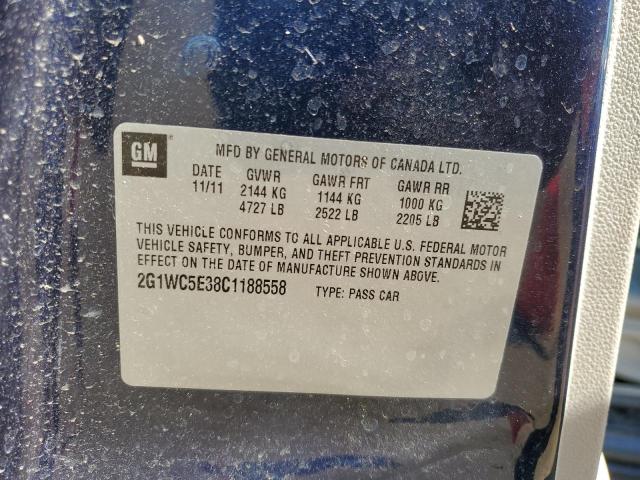 GM
MFD BY GENERAL MOTORS OF CANADA LTD.
DATE GVWR GAWR FRT GAWR RR
11/11 2144 KG 1144 KG 1000 KG
4727 LB 2522 LB 2205 LB
THIS VEHICLE CONFORMS TO ALL APPLICABLE U.S. FEDERAL MOTOR
VEHICLE SAFETY, BUMPER, AND THEFT PREVENTION STANDARDS IN
EFFECT ON THE DATE OF MANUFACTURE SHOWN ABOVE.
2G1WC5E38C1188558 TYPE: PASS CAR